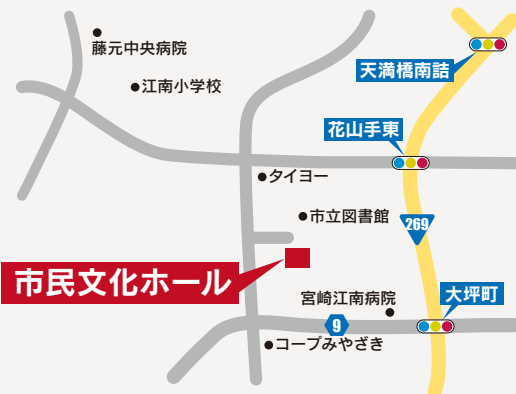 藤元中央病院
江南小学校
天満橋南詰
花山手東
タイヨー
市立図書館
269
市民文化ホール
宮崎江南病院
大坪町
9
コープみやざき